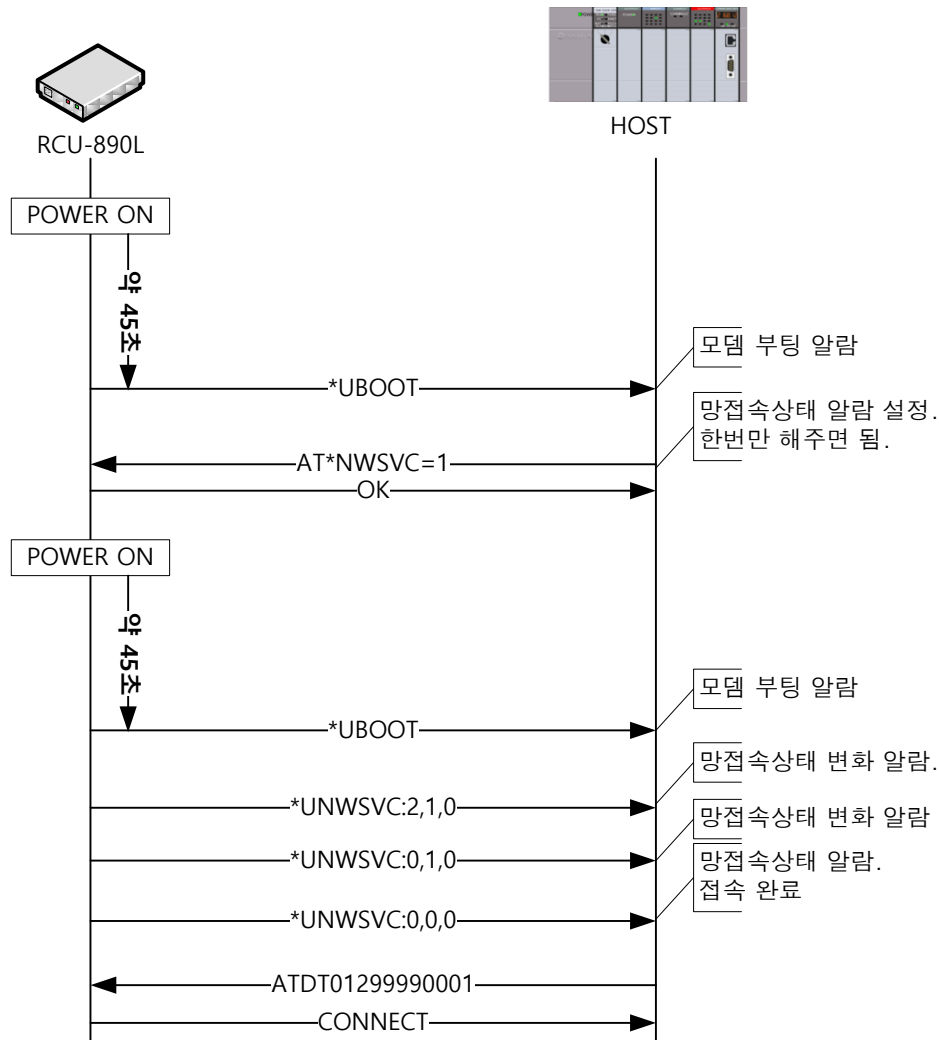 RCU-890L
HOST
POWER ON
약 45초
*UBOOT
모뎀 부팅 알람
망접속상태 알람 설정.
한번만 해주면 됨.
AT*NWSVC=1
OK
POWER ON
약 45초
*UBOOT
모뎀 부팅 알람
망접속상태 변화 알람.
*UNWSVC:2,1,0
망접속상태 변화 알람
*UNWSVC:0,1,0
망접속상태 알람.
접속 완료
*UNWSVC:0,0,0
ATDT01299990001
CONNECT